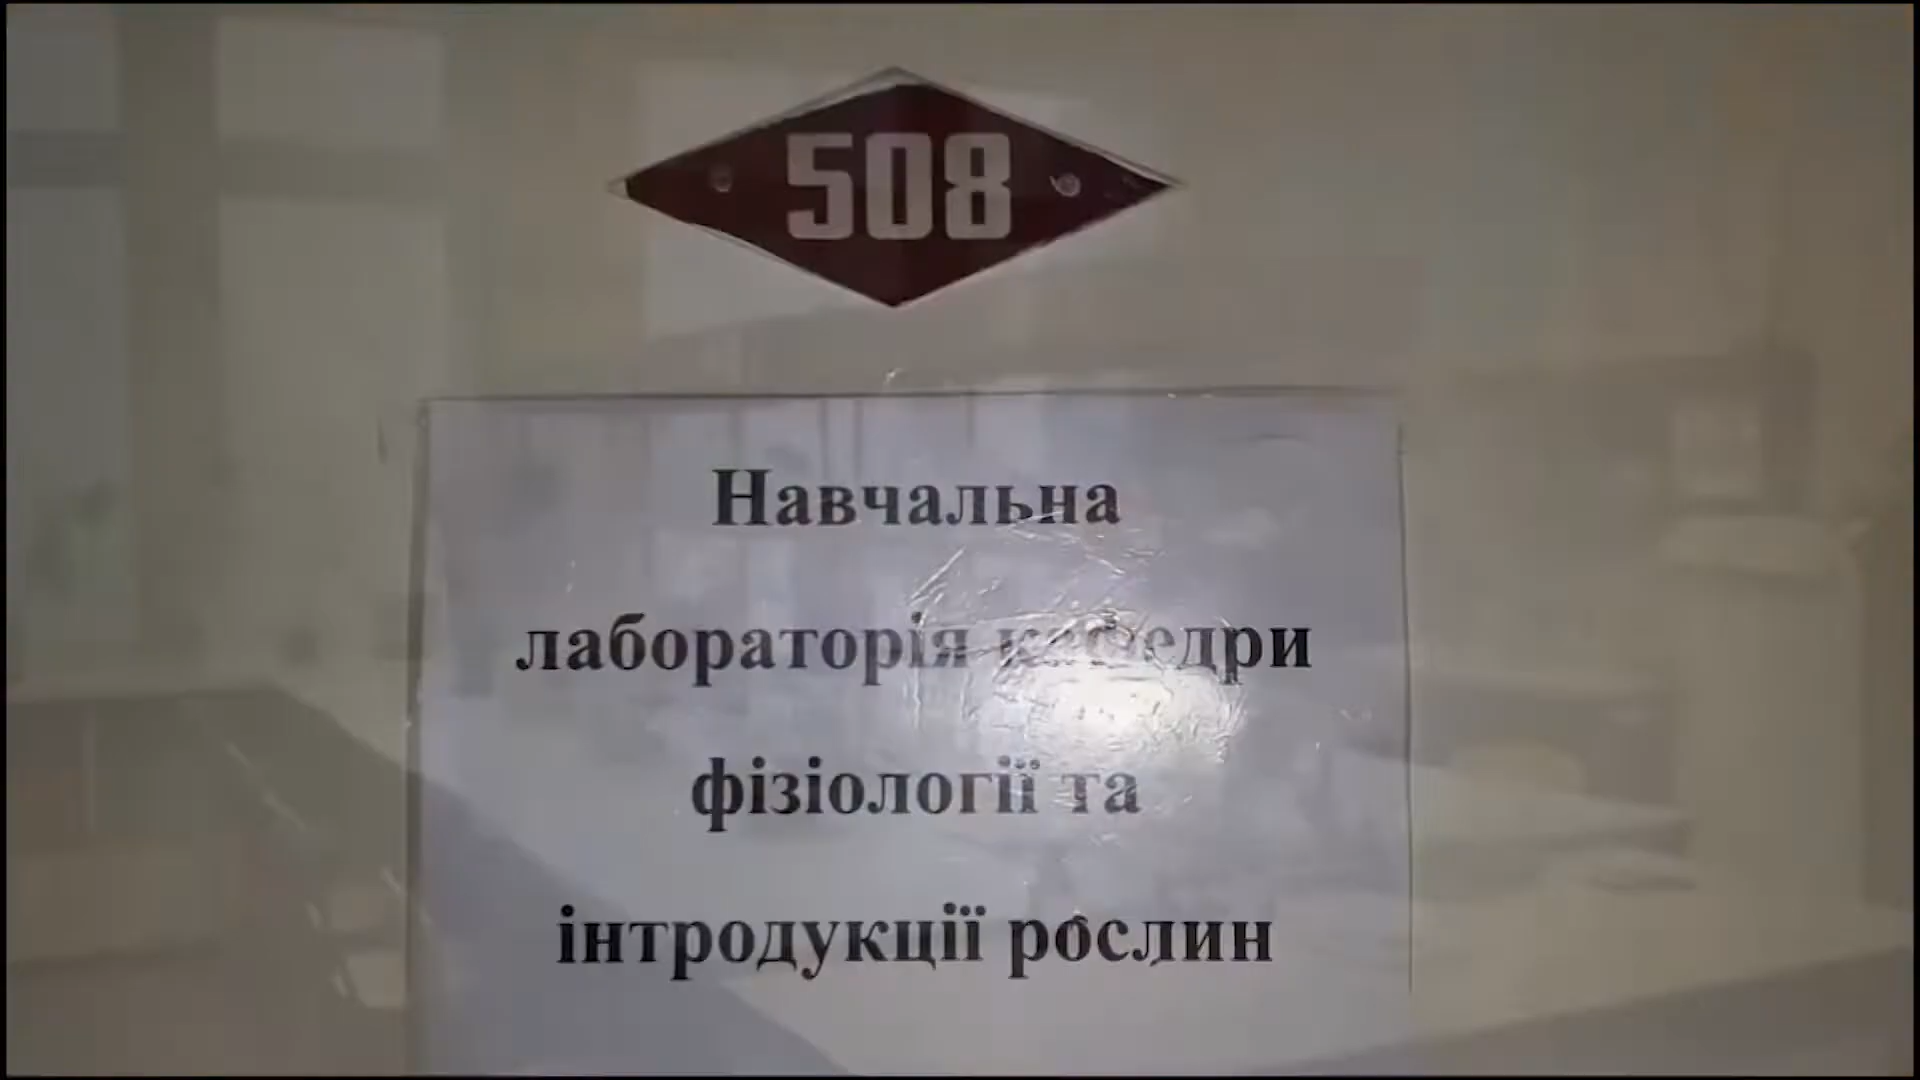 508
Навчальна
лабораторія кафедри
фізіології та
інтродукції рослин